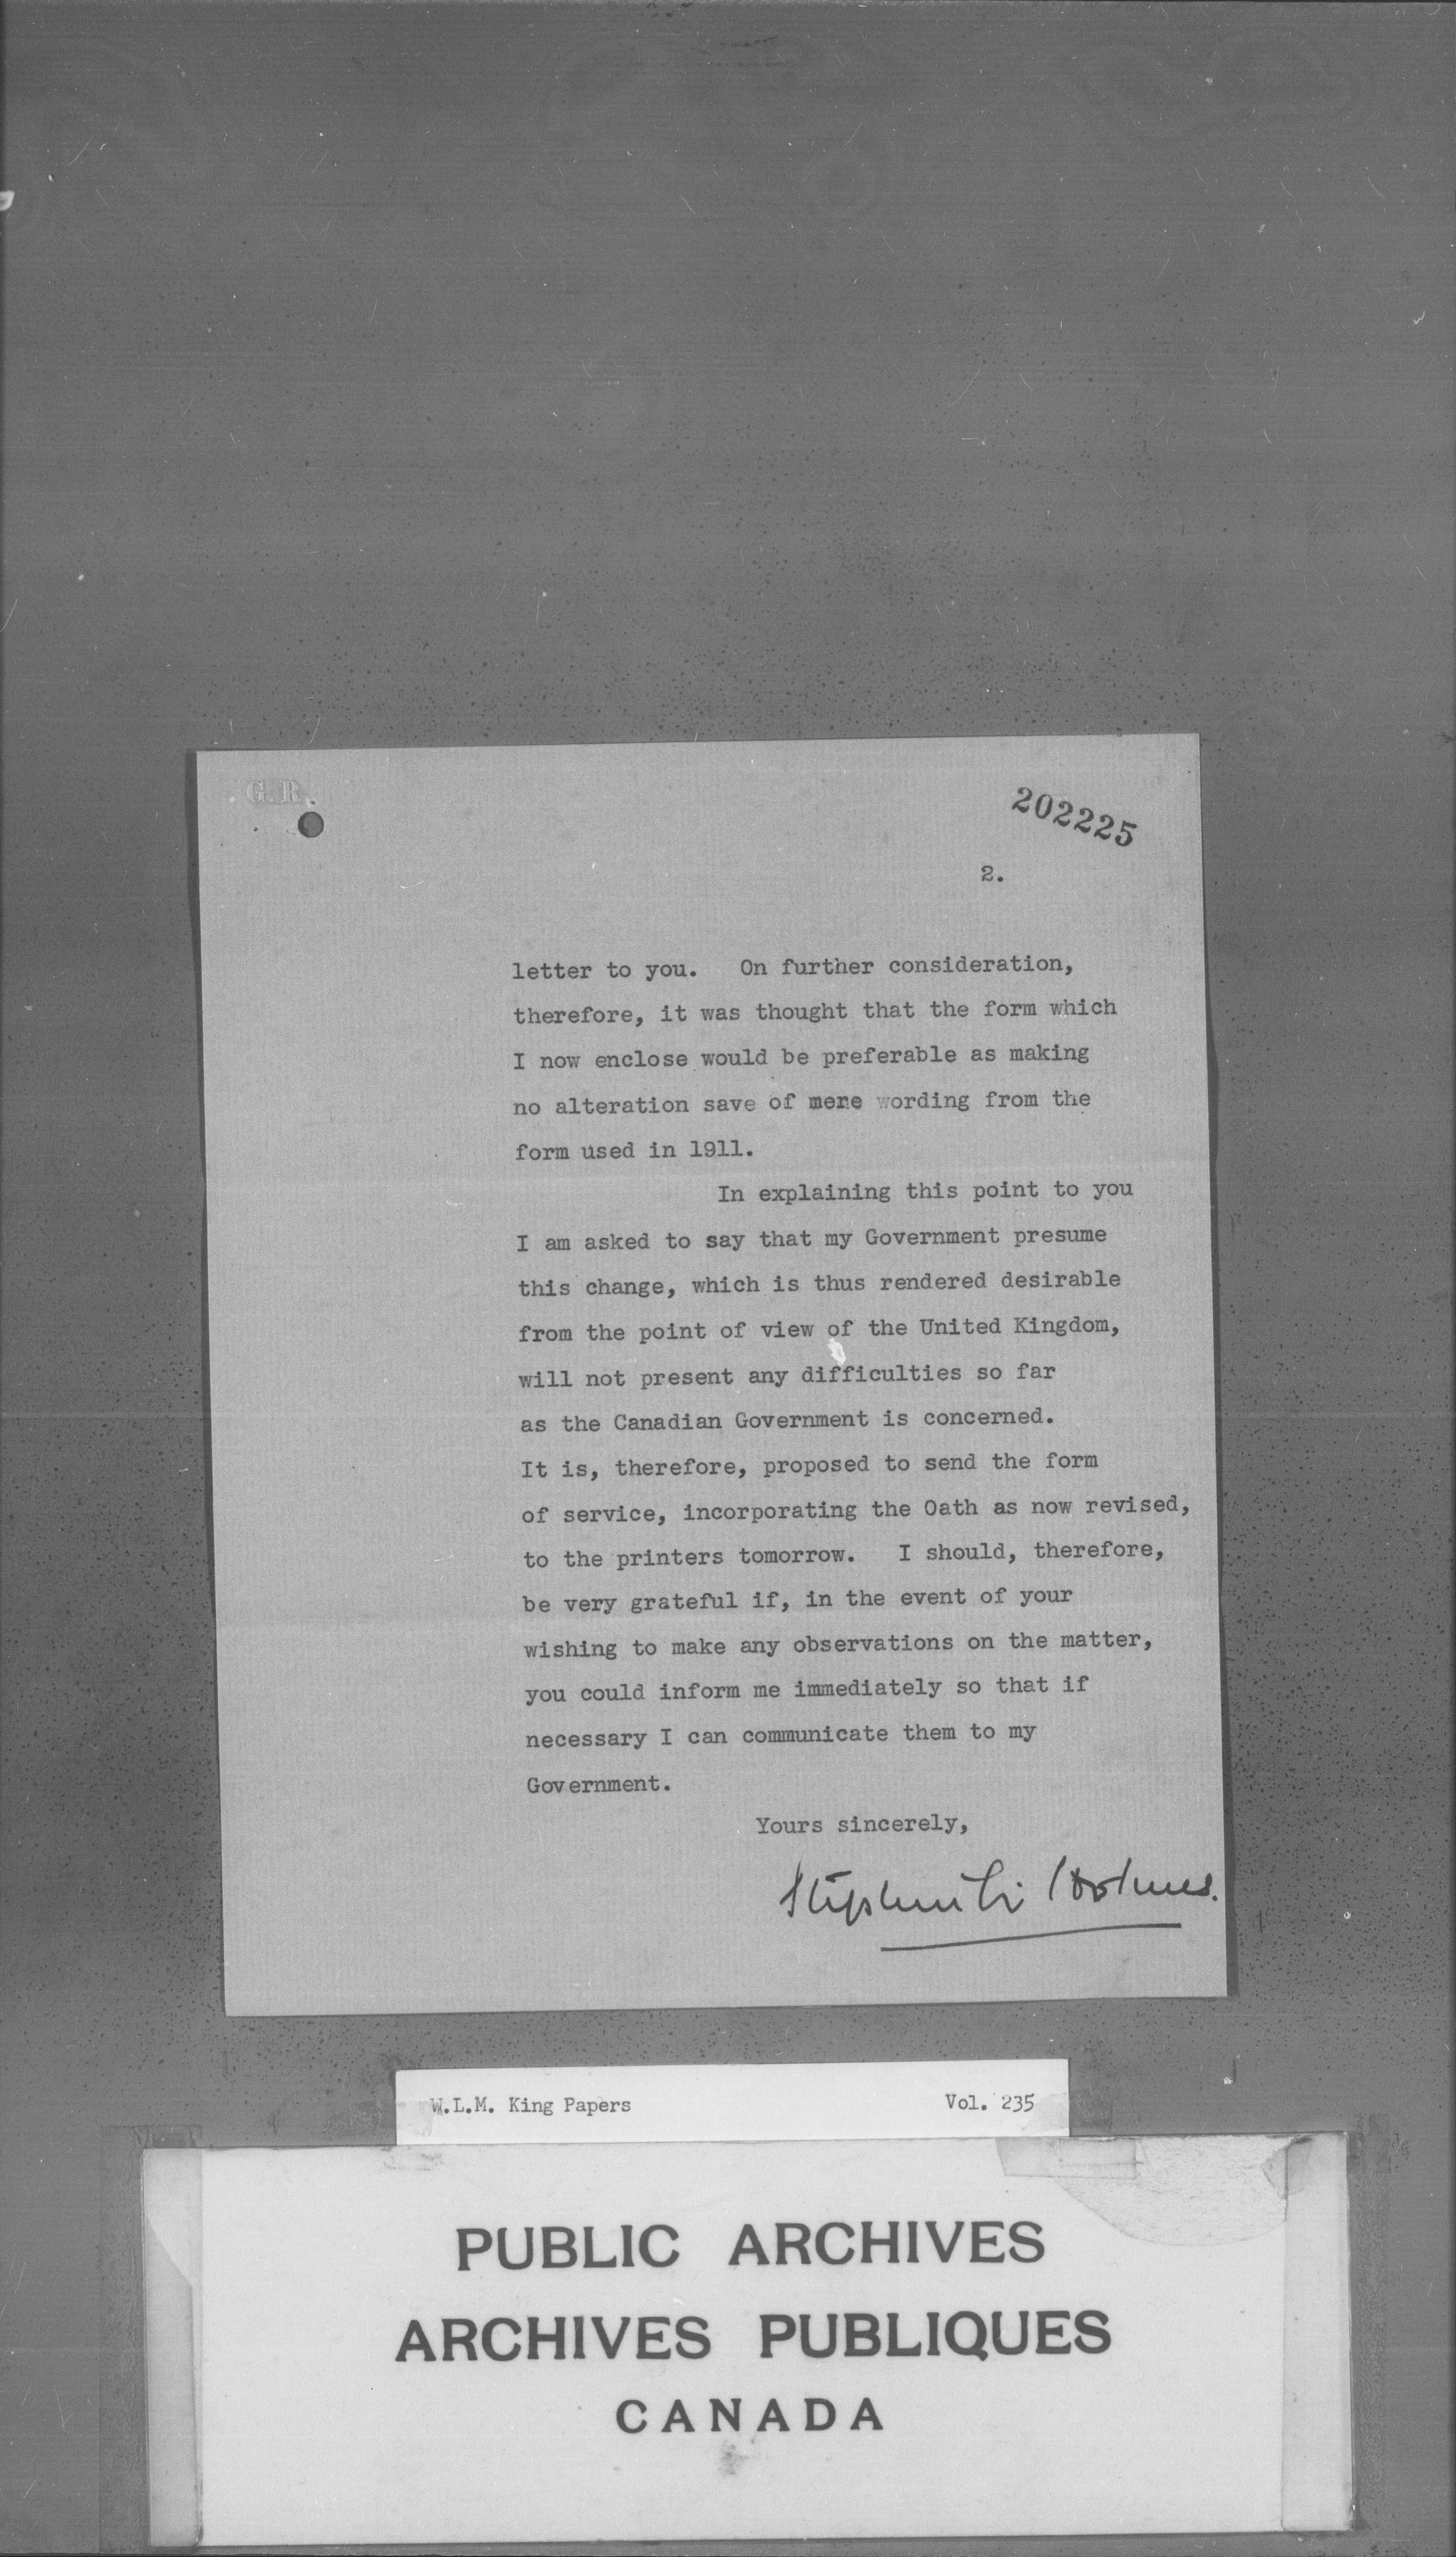 G.R.
202225
2.
letter to you. On further consideration,
therefore, it was thought that the form which
I now enclose would be preferable as making
no alteration save of mere wording from the
form used in 1911.
In explaining this point to you
I am asked to say that my Government presume
this change, which is thus rendered desirable
from the point of view of the United Kingdom,
will not present any difficulties so far
as the Canadian Government is concerned.
It is, therefore, proposed to send the form
of service, incorporating the Oath as now revised,
to the printers tomorrow. I should, therefore,
be very grateful if, in the event of your
wishing to make any observations on the matter,
you could inform me immediately so that if
necessary I can communicate them to my
Government.
Yours sincerely,
Stephen L. Holmes.
W.L.M. King Papers Vol. 235
PUBLIC ARCHIVES
ARCHIVES PUBLIQUES
CANADA